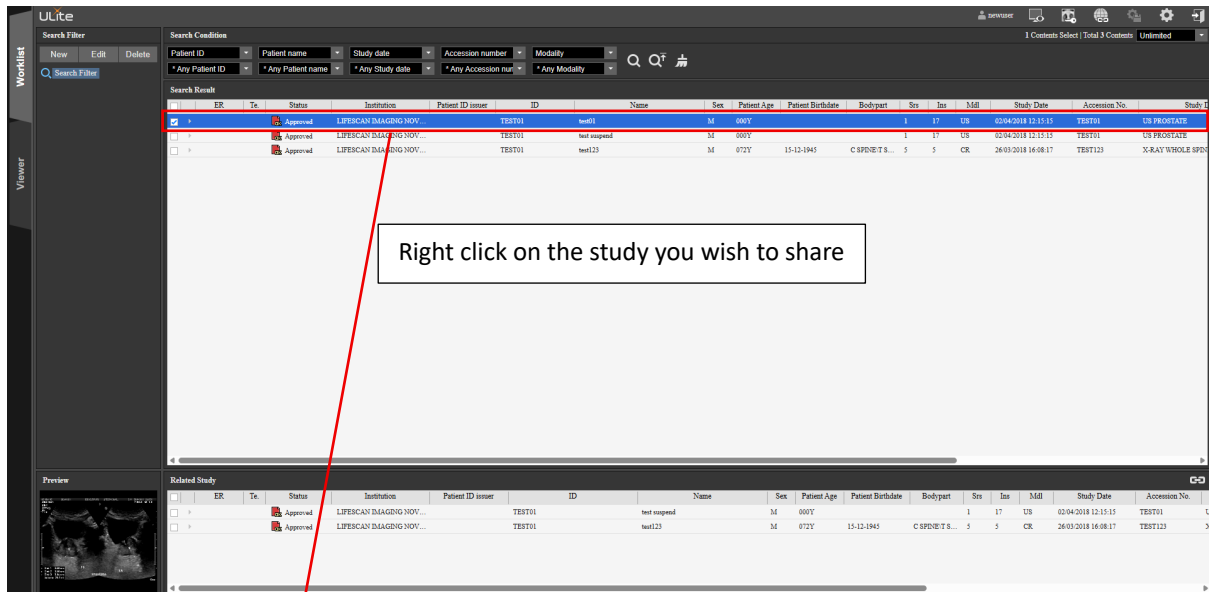 ULite newuser
Search Filter Search Condition 1 Contents Select | Total 3 Contents Unlimited
New Edit Delete Patient ID Patient name Study date Accession number Modality
Search Filter * Any Patient ID * Any Patient name * Any Study date * Any Accession num * Any Modality
Worklist
Viewer
Search Result
ER Te. Status Institution Patient ID issuer ID Name Sex Patient Age Patient Birthdate Bodypart Srs Ins Mdl Study Date Accession No. Study D
Approved LIFESCAN IMAGING NOV... TEST01 test01 M 000Y 1 17 US 02/04/2018 12:15:15 TEST01 US PROSTATE
Approved LIFESCAN IMAGING NOV... TEST01 test suspend M 000Y 1 17 US 02/04/2018 12:15:15 TEST01 US PROSTATE
Approved LIFESCAN IMAGING NOV... TEST01 test123 M 072Y 15-12-1945 C SPINE\T S... 5 5 CR 26/03/2018 16:08:17 TEST123 X-RAY WHOLE SPIN
Right click on the study you wish to share
Preview Related Study
ER Te. Status Institution Patient ID issuer ID Name Sex Patient Age Patient Birthdate Bodypart Srs Ins Mdl Study Date Accession No.
Approved LIFESCAN IMAGING NOV... TEST01 test suspend M 000Y 1 17 US 02/04/2018 12:15:15 TEST01
Approved LIFESCAN IMAGING NOV... TEST01 test123 M 072Y 15-12-1945 C SPINE\T S... 5 5 CR 26/03/2018 16:08:17 TEST123